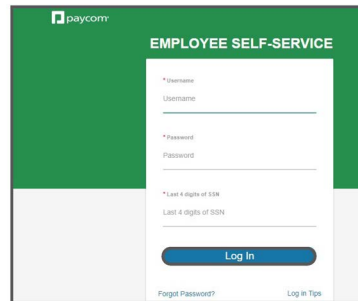 paycom
EMPLOYEE SELF-SERVICE
* Username
Username
* Password
Password
* Last 4 digits of SSN
Last 4 digits of SSN
Log In
Forgot Password? Log in Tips